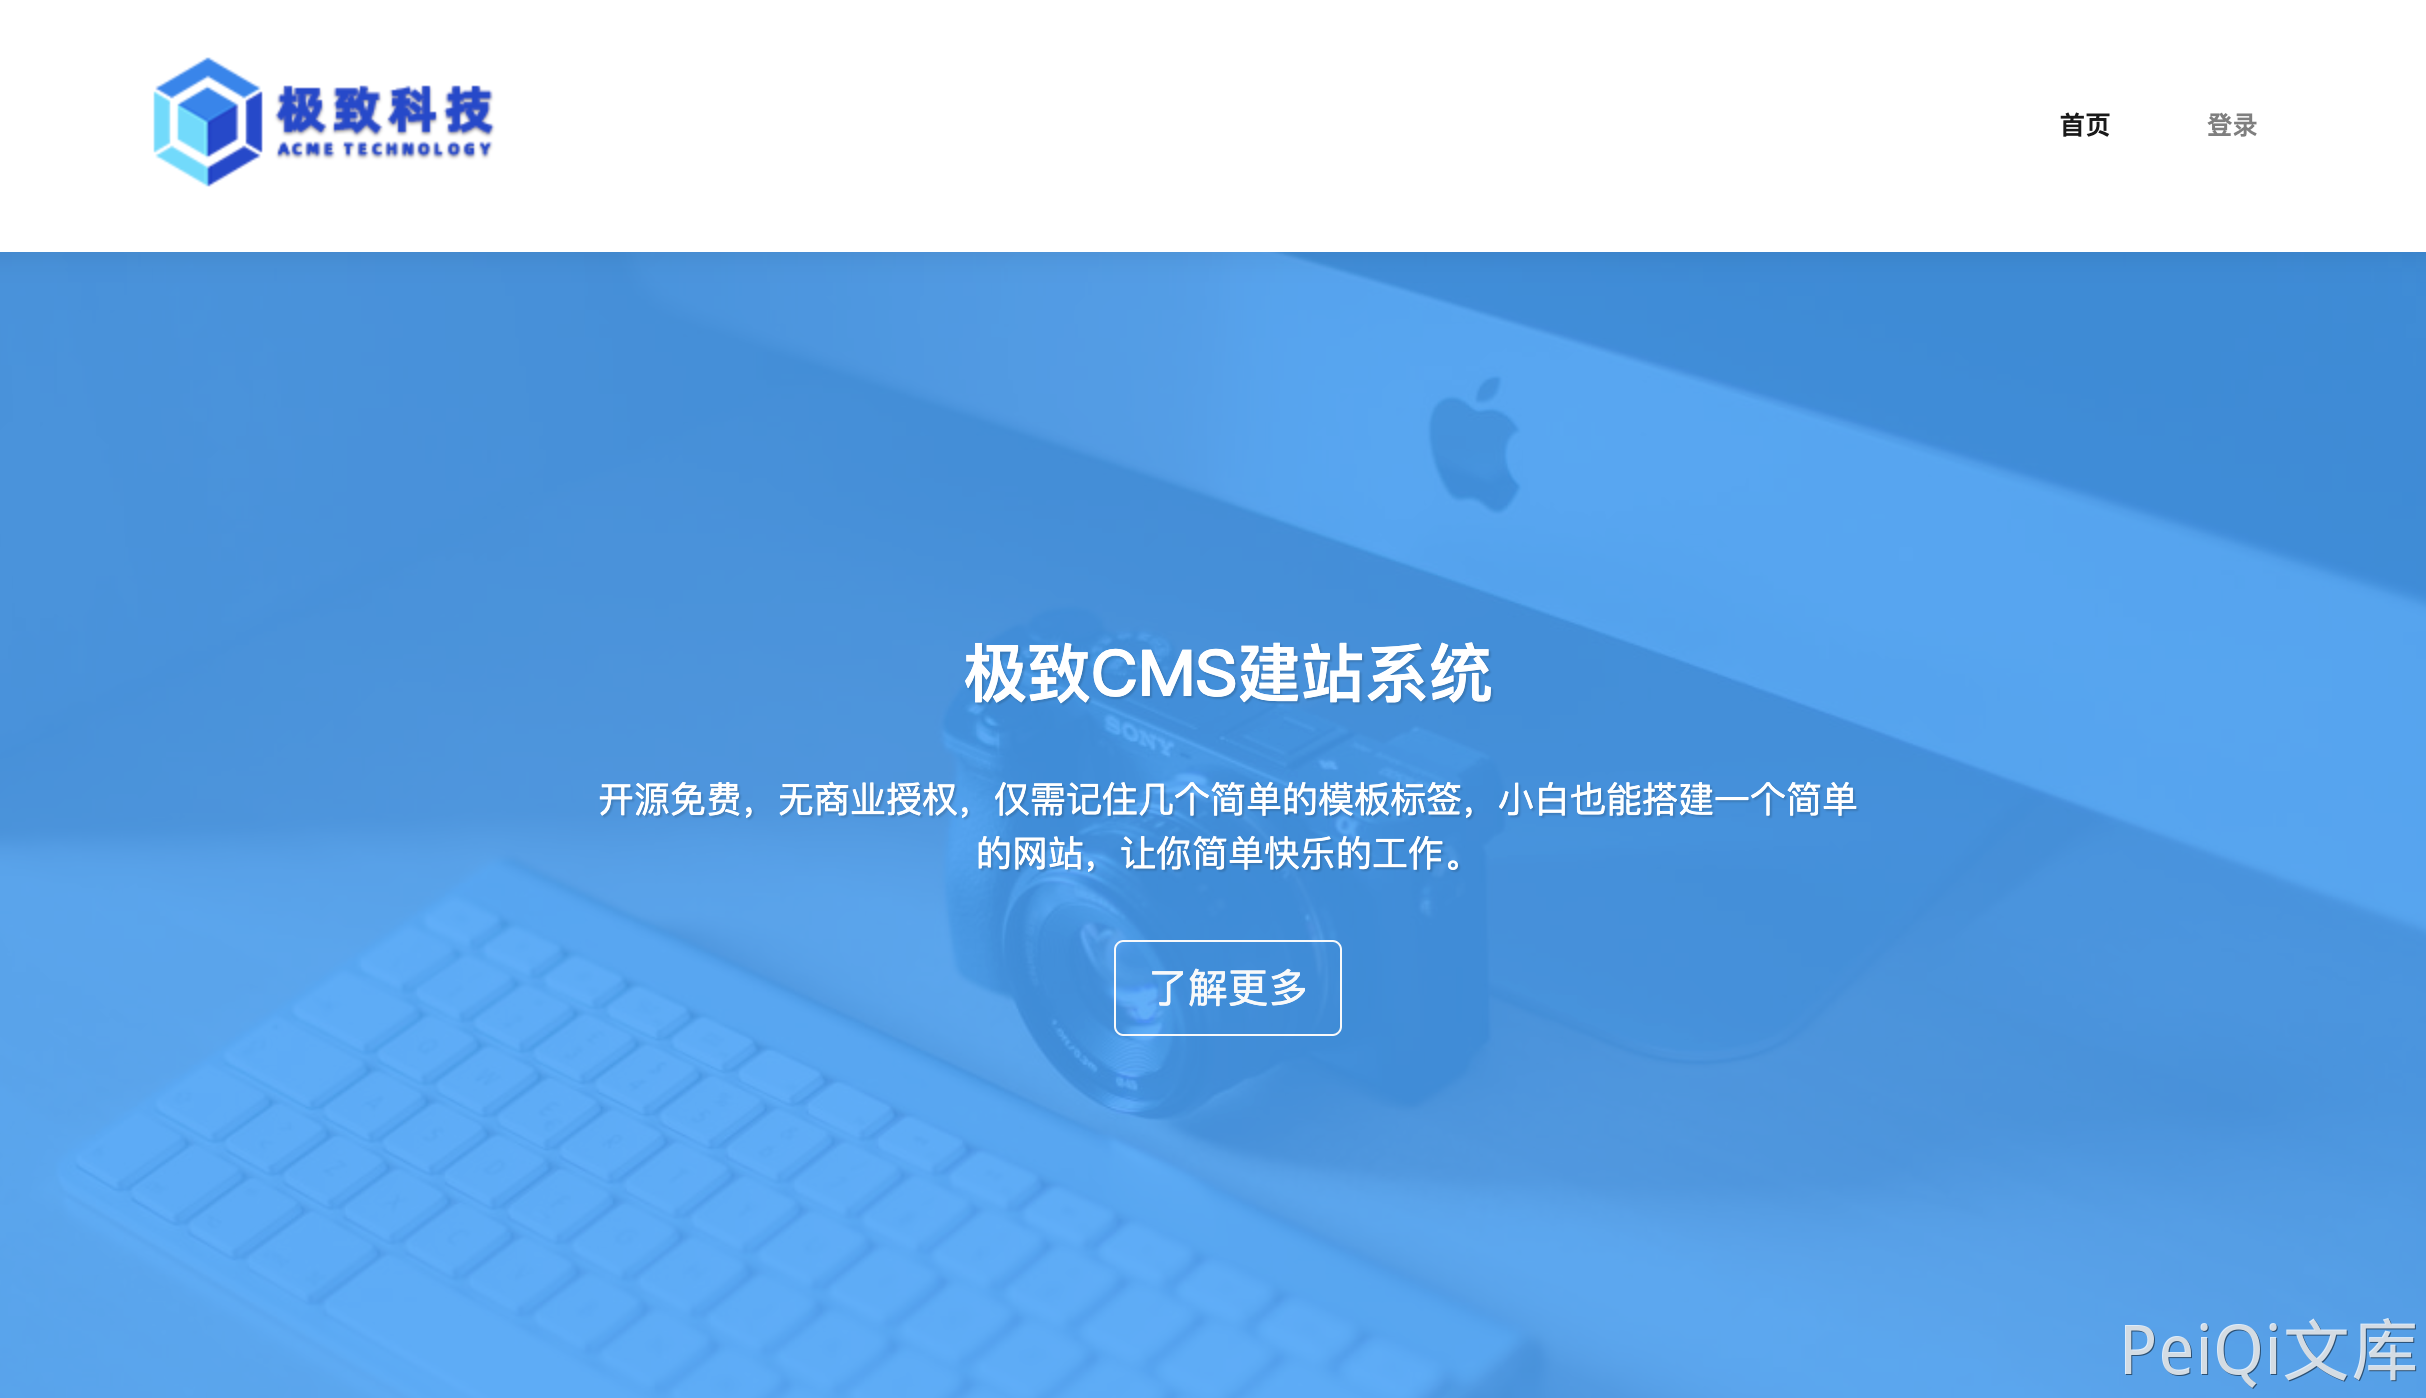 极致科技
ACME TECHNOLOGY
首页
登录
极致CMS建站系统
SONY
开源免费，无商业授权，仅需记住几个简单的模板标签，小白也能搭建一个简单
的网站，让你简单快乐的工作。
了解更多
PeiQi文库